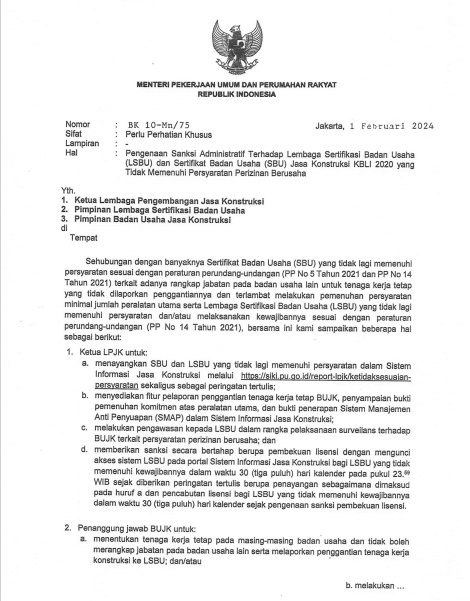 MENTERI PEKERJAAN UMUM DAN PERUMAHAN RAKYAT
REPUBLIK INDONESIA
Nomor : BK 10-Mn/75 Jakarta, 1 Februari 2024
Sifat : Perlu Perhatian Khusus
Lampiran : -
Hal : Pengenaan Sanksi Administratif Terhadap Lembaga Sertifikasi Badan Usaha
(LSBU) dan Sertifikat Badan Usaha (SBU) Jasa Konstruksi KBLI 2020 yang
Tidak Memenuhi Persyaratan Perizinan Berusaha
Yth.
1. Ketua Lembaga Pengembangan Jasa Konstruksi
2. Pimpinan Lembaga Sertifikasi Badan Usaha
3. Pimpinan Badan Usaha Jasa Konstruksi
di
Tempat
Sehubungan dengan banyaknya Sertifikat Badan Usaha (SBU) yang tidak lagi memenuhi
persyaratan sesuai dengan peraturan perundang-undangan (PP No 5 Tahun 2021 dan PP No 14
Tahun 2021) terkait adanya rangkap jabatan pada badan usaha lain untuk tenaga kerja tetap
yang tidak dilaporkan penggantiannya dan terlambat melakukan pemenuhan persyaratan
minimal jumlah peralatan utama serta Lembaga Sertifikasi Badan Usaha (LSBU) yang tidak lagi
memenuhi persyaratan dan/atau melaksanakan kewajibannya sesuai dengan peraturan
perundang-undangan (PP No 14 Tahun 2021), bersama ini kami sampaikan beberapa hal
sebagai berikut:
1. Ketua LPJK untuk:
a. menayangkan SBU dan LSBU yang tidak lagi memenuhi persyaratan dalam Sistem
Informasi Jasa Konstruksi melalui https://siki.pu.go.id/report-lpjk/ketidaksesuaian-
persyaratan sekaligus sebagai peringatan tertulis;
b. menyediakan fitur pelaporan penggantian tenaga kerja tetap BUJK, penyampaian bukti
pemenuhan komitmen atas peralatan utama, dan bukti penerapan Sistem Manajemen
Anti Penyuapan (SMAP) dalam Sistem Informasi Jasa Konstruksi;
c. melakukan pengawasan kepada LSBU dalam rangka pelaksanaan surveilans terhadap
BUJK terkait persyaratan perizinan berusaha; dan
d. memberikan sanksi secara bertahap berupa pembekuan lisensi dengan mengunci
akses sistem LSBU pada portal Sistem Informasi Jasa Konstruksi bagi LSBU yang tidak
memenuhi kewajibannya dalam waktu 30 (tiga puluh) hari kalender pada pukul 23.⁵⁹
WIB sejak diberikan peringatan tertulis berupa penayangan sebagaimana dimaksud
pada huruf a dan pencabutan lisensi bagi LSBU yang tidak memenuhi kewajibannya
dalam waktu 30 (tiga puluh) hari kalender sejak pengenaan sanksi pembekuan lisensi.
2. Penanggung jawab BUJK untuk:
a. menentukan tenaga kerja tetap pada masing-masing badan usaha dan tidak boleh
merangkap jabatan pada badan usaha lain serta melaporkan penggantian tenaga kerja
konstruksi ke LSBU; dan/atau
b. melakukan ...